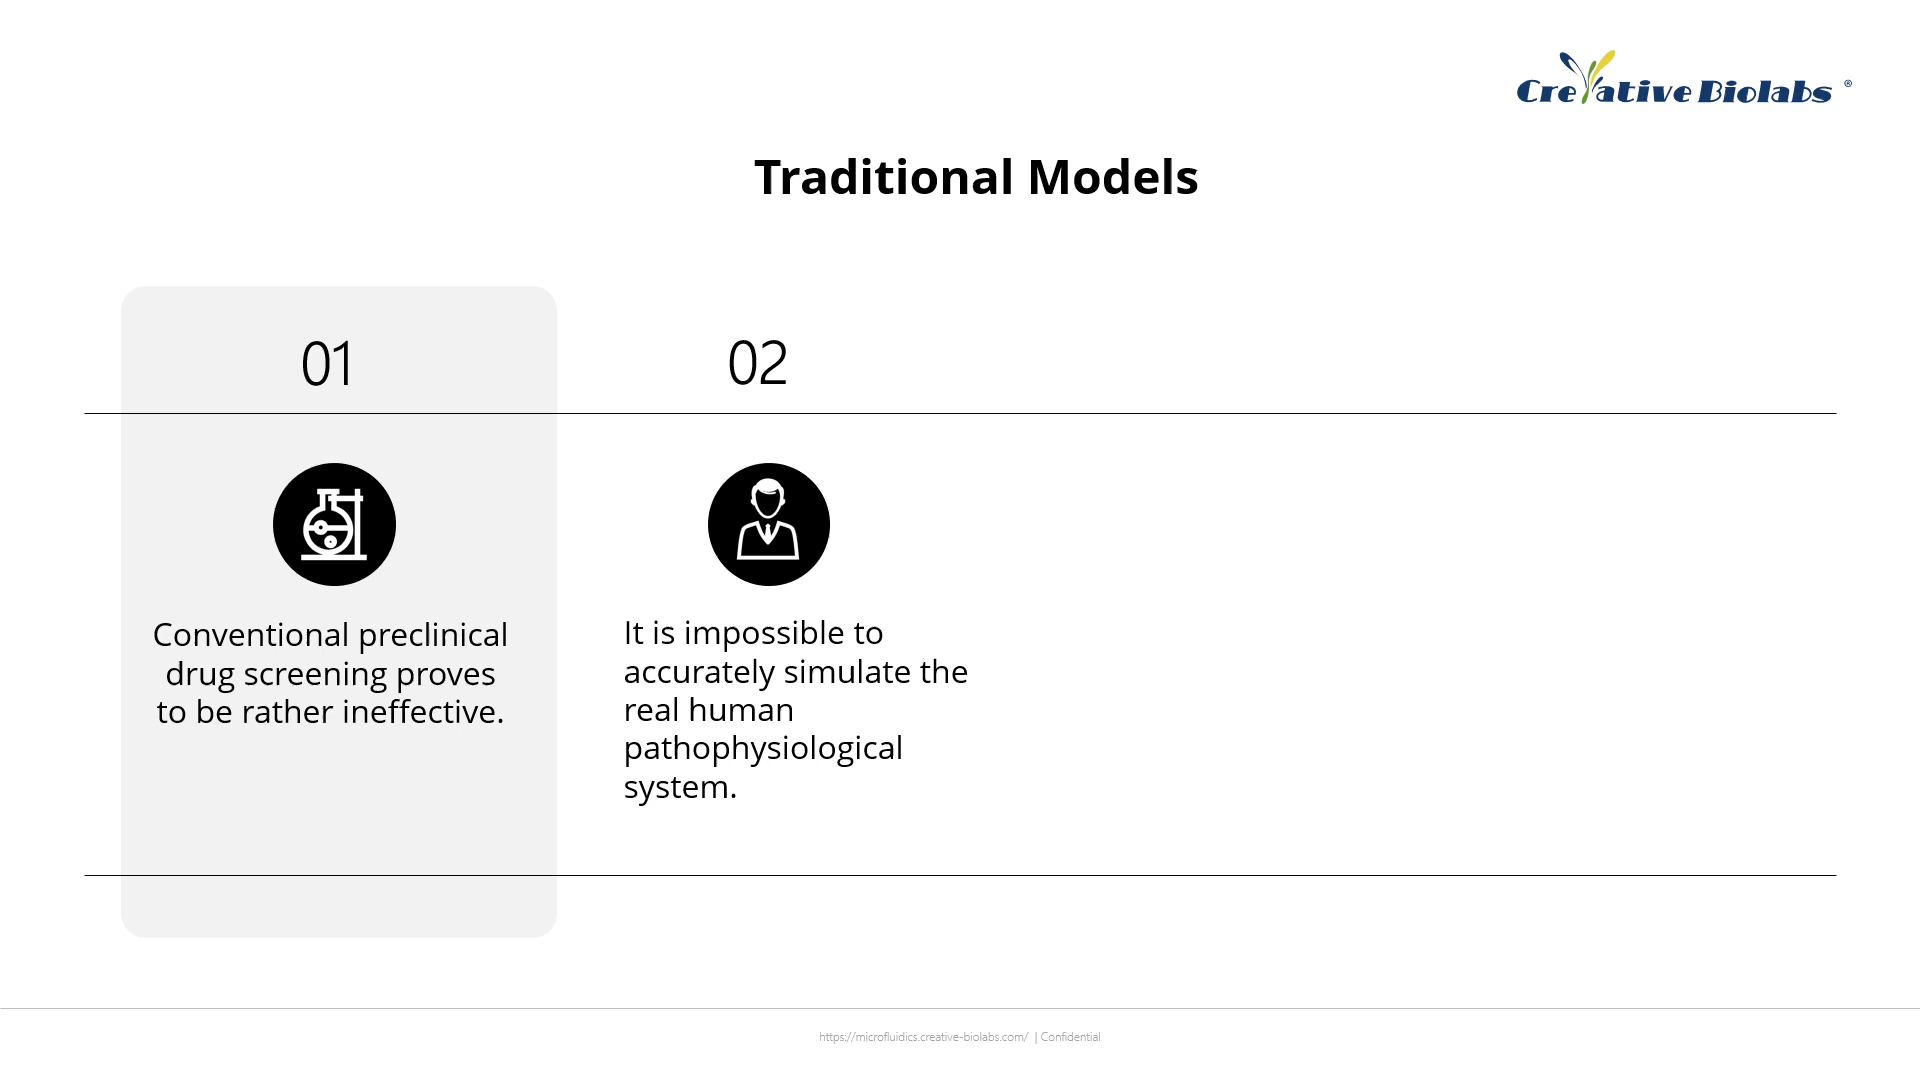 Creative Biolabs ®
Traditional Models
01
Conventional preclinical
drug screening proves
to be rather ineffective.
02
It is impossible to
accurately simulate the
real human
pathophysiological
system.
https://microfluidics.creative-biolabs.com/ | Confidential